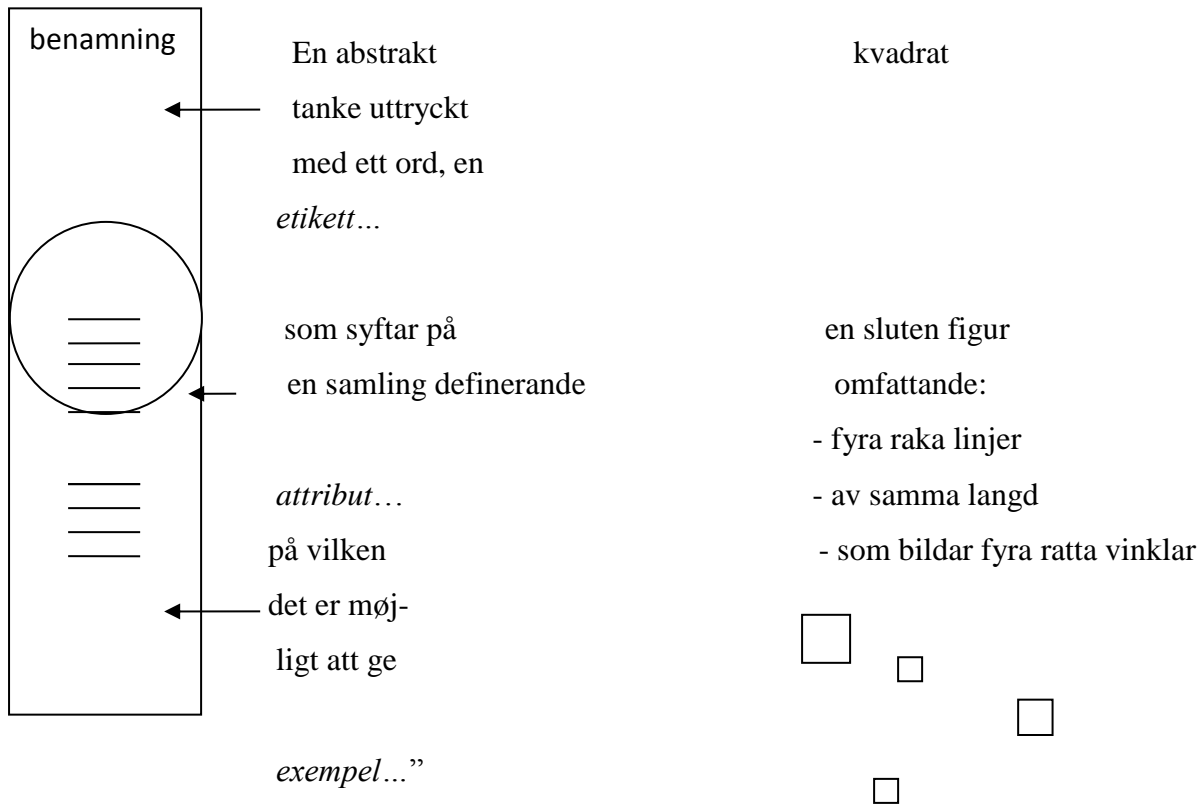 benamning
En abstrakt
tanke uttryckt
med ett ord, en
etikett...
kvadrat
som syftar på
en samling definerande
attribut...
på vilken
det er møj-
ligt att ge
exempel...”
en sluten figur
omfattande:
- fyra raka linjer
- av samma langd
- som bildar fyra ratta vinklar